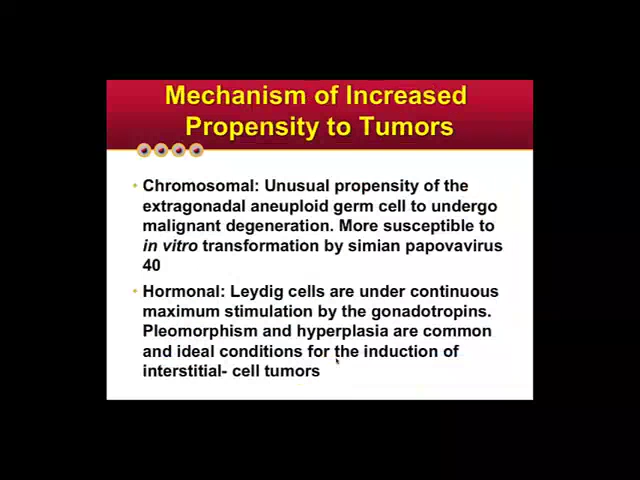 Mechanism of Increased
Propensity to Tumors
• Chromosomal: Unusual propensity of the
extragonadal aneuploid germ cell to undergo
malignant degeneration. More susceptible to
in vitro transformation by simian papovavirus
40
• Hormonal: Leydig cells are under continuous
maximum stimulation by the gonadotropins.
Pleomorphism and hyperplasia are common
and ideal conditions for the induction of
interstitial- cell tumors